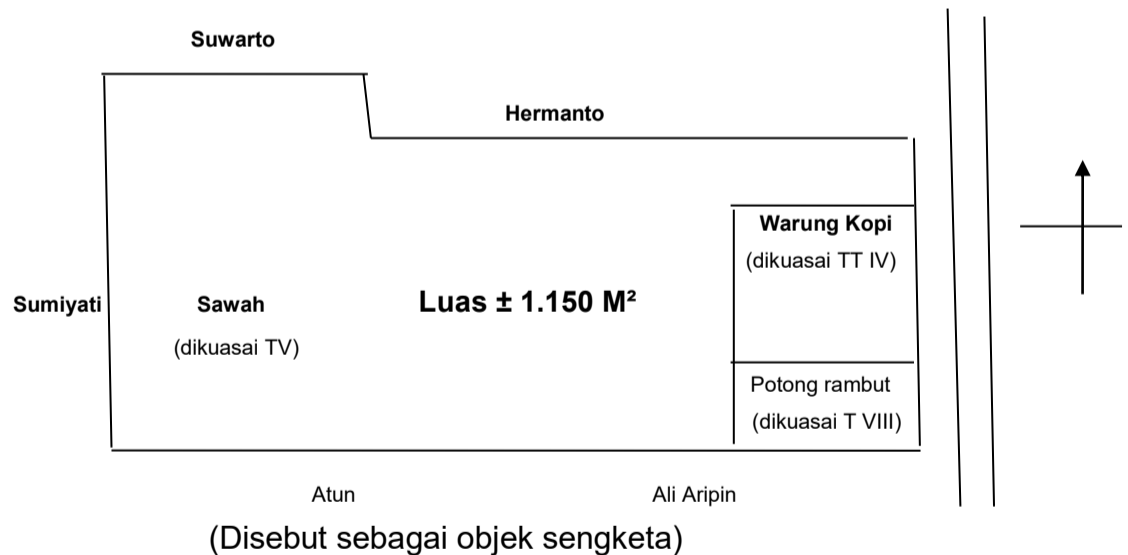 Suwarto
Hermanto
Warung Kopi
(dikuasai TT IV)
Sumiyati
Sawah
Luas ± 1.150 M²
(dikuasai TV)
Potong rambut
(dikuasai T VIII)
Atun
Ali Aripin
(Disebut sebagai objek sengketa)